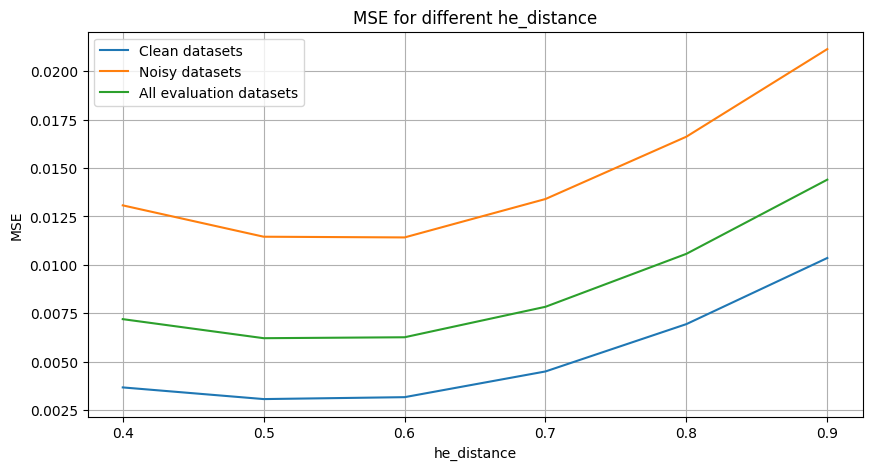 MSE for different he_distance
Clean datasets
Noisy datasets
All evaluation datasets
MSE
0.0200
0.0175
0.0150
0.0125
0.0100
0.0075
0.0050
0.0025
0.4 0.5 0.6 0.7 0.8 0.9
he_distance